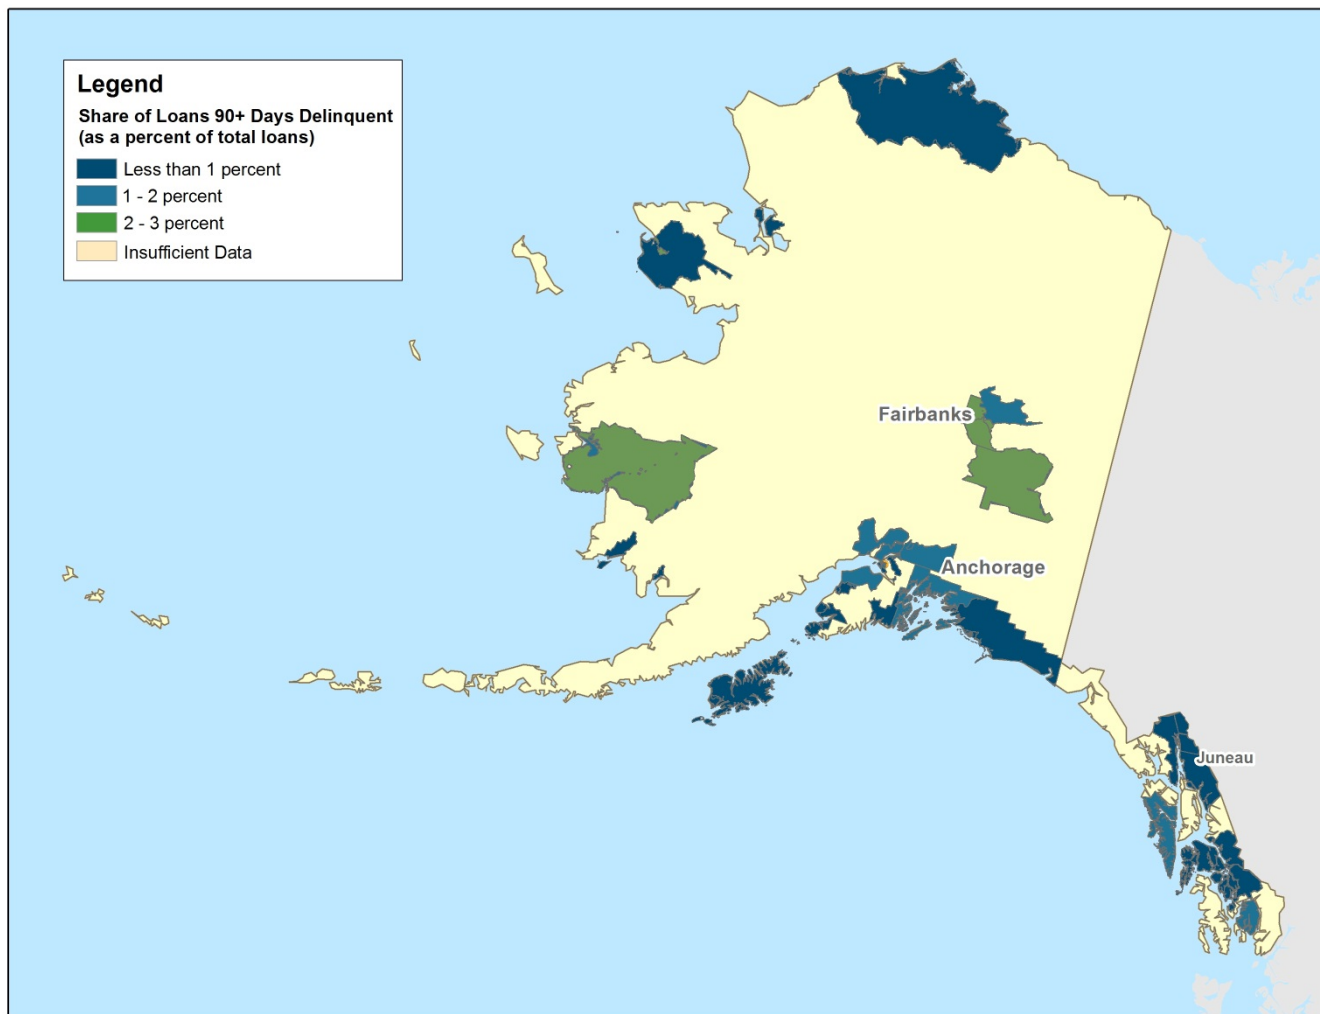 Legend
Share of Loans 90+ Days Delinquent
(as a percent of total loans)
Less than 1 percent
1 - 2 percent
2 - 3 percent
Insufficient Data
Fairbanks
Anchorage
Juneau